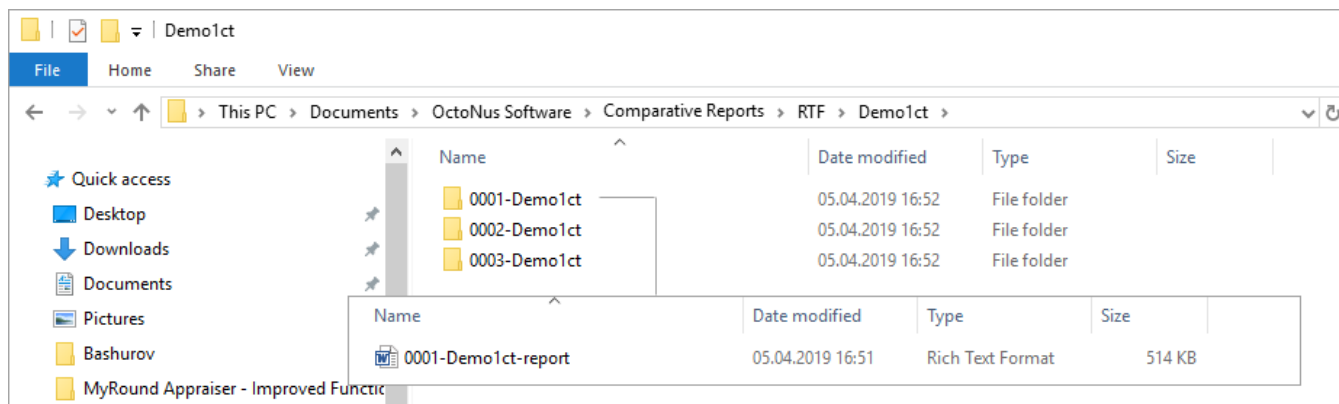 Demo1ct
File Home Share View
This PC > Documents > OctoNus Software > Comparative Reports > RTF > Demo1ct >
Name Date modified Type Size
Quick access
0001-Demo1ct 05.04.2019 16:52 File folder
Desktop
0002-Demo1ct 05.04.2019 16:52 File folder
Downloads
0003-Demo1ct 05.04.2019 16:52 File folder
Documents
Pictures
Name Date modified Type Size
Bashurov
0001-Demo1ct-report 05.04.2019 16:51 Rich Text Format 514 KB
MyRound Appraiser - Improved Functic